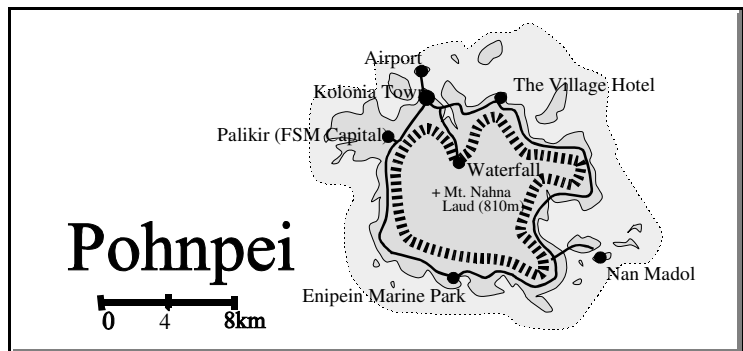 Airport
Kolonia Town
The Village Hotel
Palikir (FSM Capital)
Waterfall
+ Mt. Nahna
Laud (810m)
Pohnpei
Nan Madol
Enipein Marine Park
0 4 8km